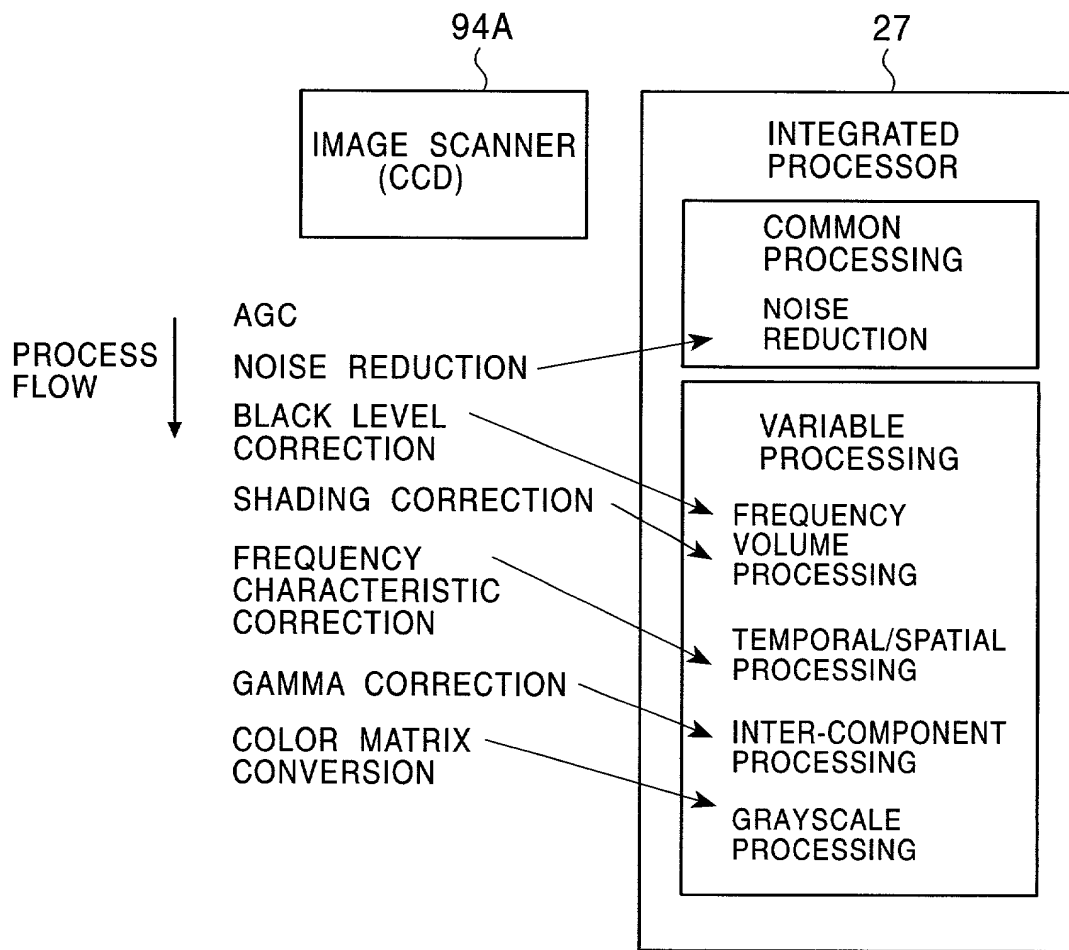 94A
IMAGE SCANNER
(CCD)
PROCESS
FLOW
AGC
NOISE REDUCTION
BLACK LEVEL
CORRECTION
SHADING CORRECTION
FREQUENCY
CHARACTERISTIC
CORRECTION
GAMMA CORRECTION
COLOR MATRIX
CONVERSION
27
INTEGRATED
PROCESSOR
COMMON
PROCESSING
NOISE
REDUCTION
VARIABLE
PROCESSING
FREQUENCY
VOLUME
PROCESSING
TEMPORAL/SPATIAL
PROCESSING
INTER-COMPONENT
PROCESSING
GRAYSCALE
PROCESSING